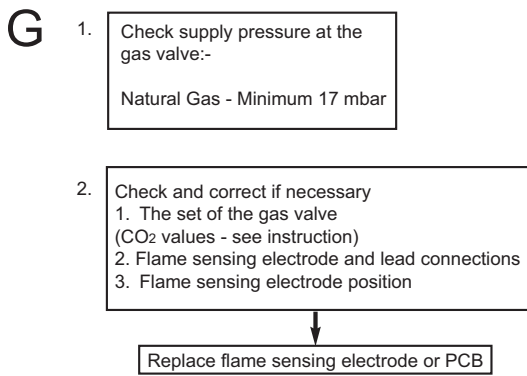 G
1. Check supply pressure at the
gas valve:-
Natural Gas - Minimum 17 mbar
2. Check and correct if necessary
1. The set of the gas valve
(CO2 values - see instruction)
2. Flame sensing electrode and lead connections
3. Flame sensing electrode position
Replace flame sensing electrode or PCB